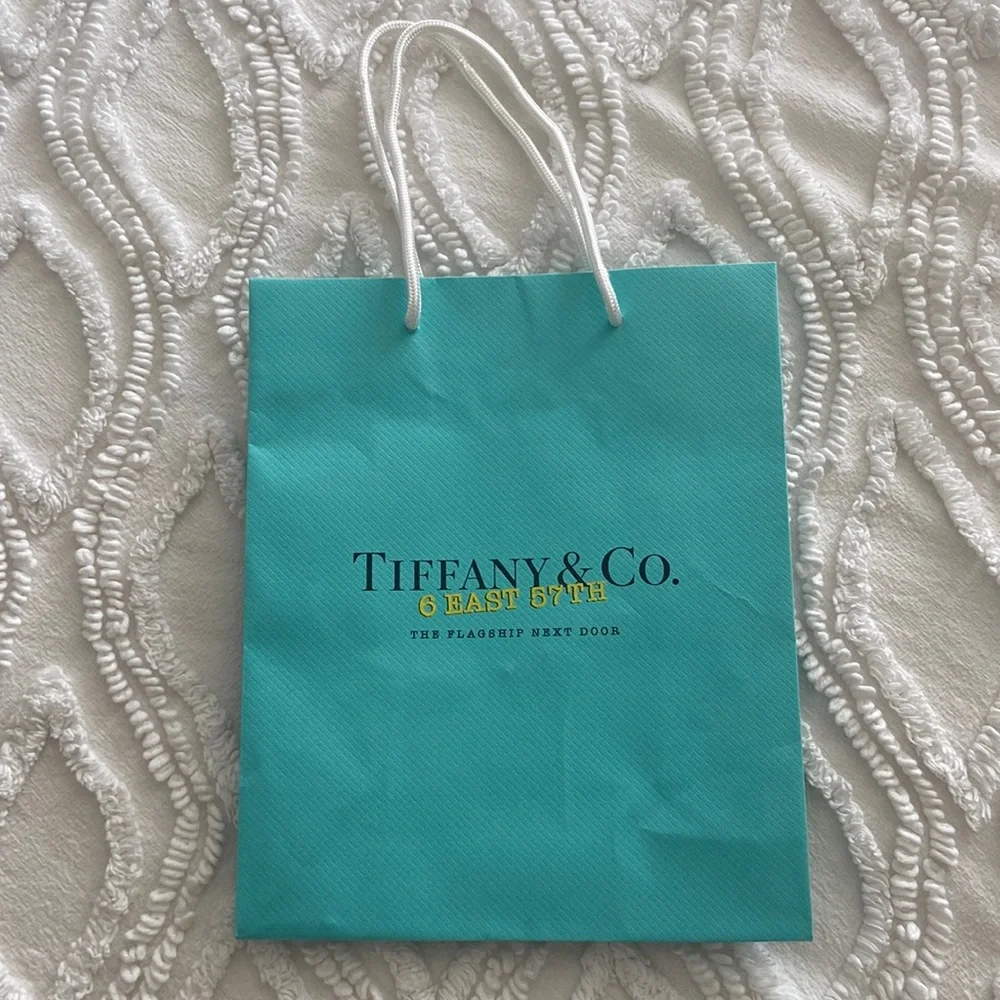 TIFFANY & CO.
6 EAST 57TH
THE FLAGSHIP NEXT DOOR